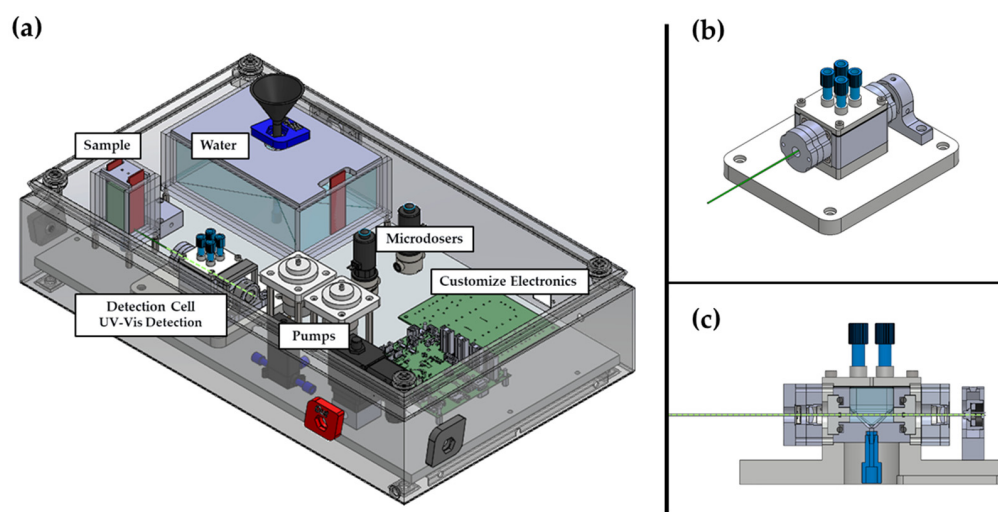 (a)
Sample
Water
Microdosers
Customize Electronics
Detection Cell
UV-Vis Detection
Pumps
(b)
(c)